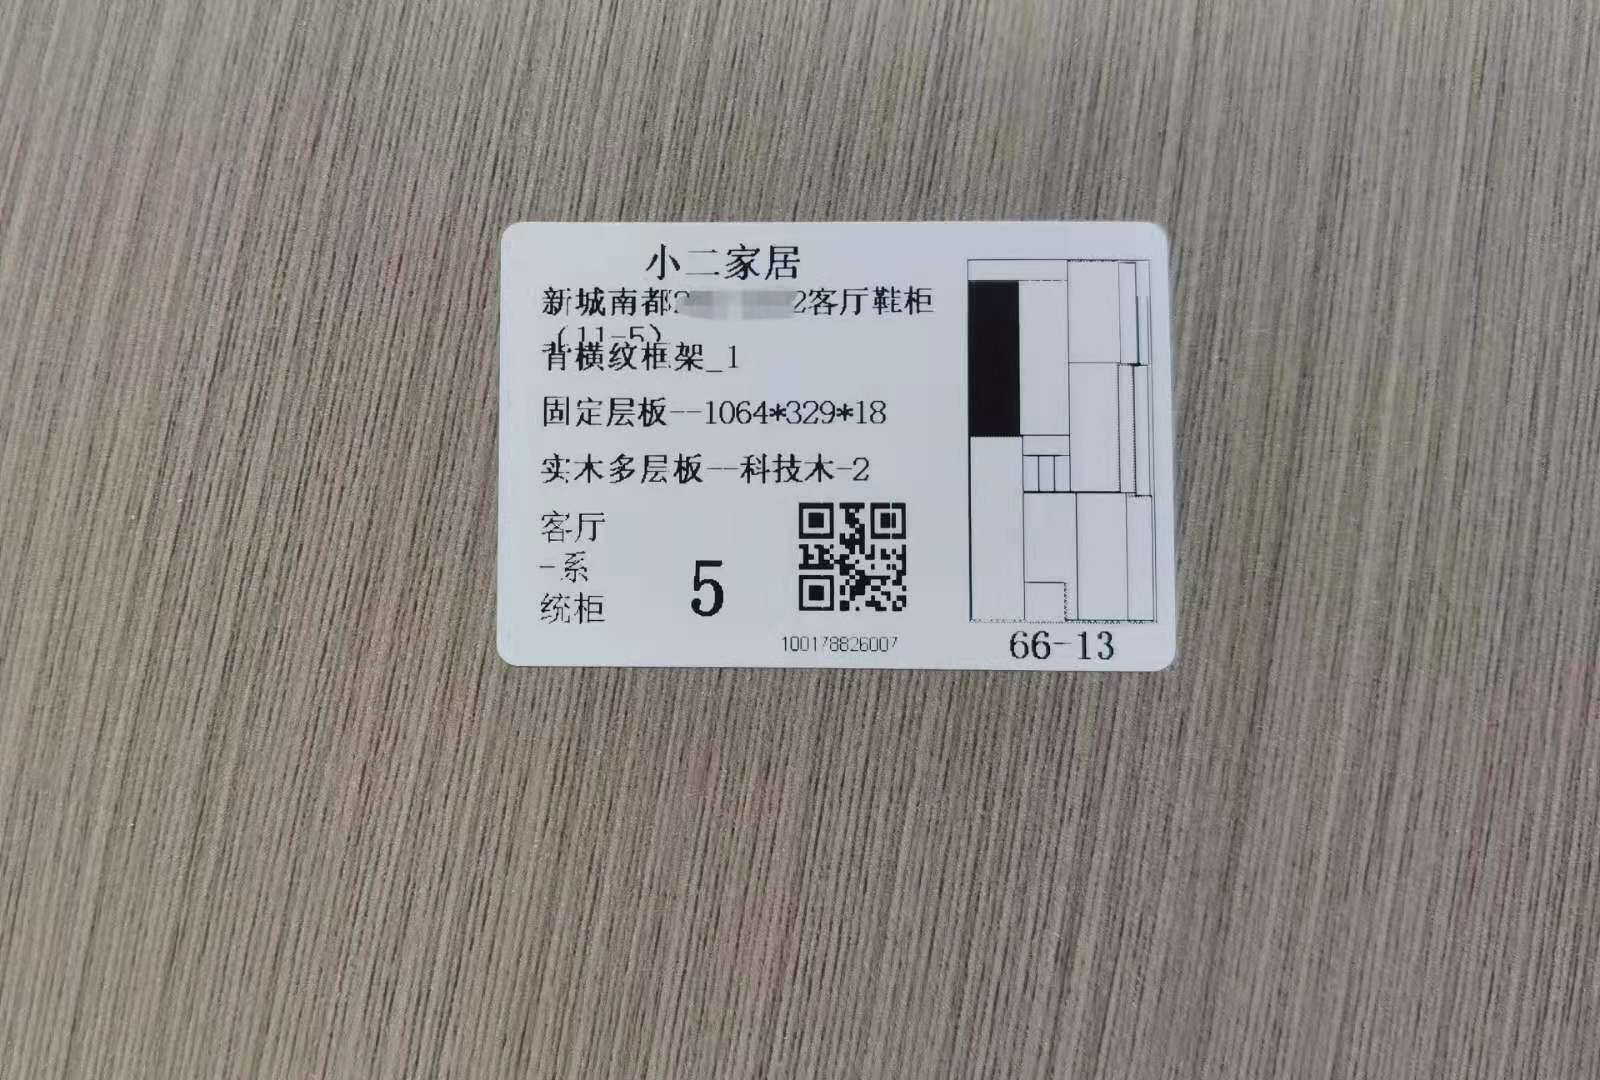 小二家居
新城南都2 2客厅鞋柜
(11-5)
背横纹框架_1
固定层板--1064*329*18
实木多层板--科技木-2
客厅
-系
统柜
5
100178826007
66-13